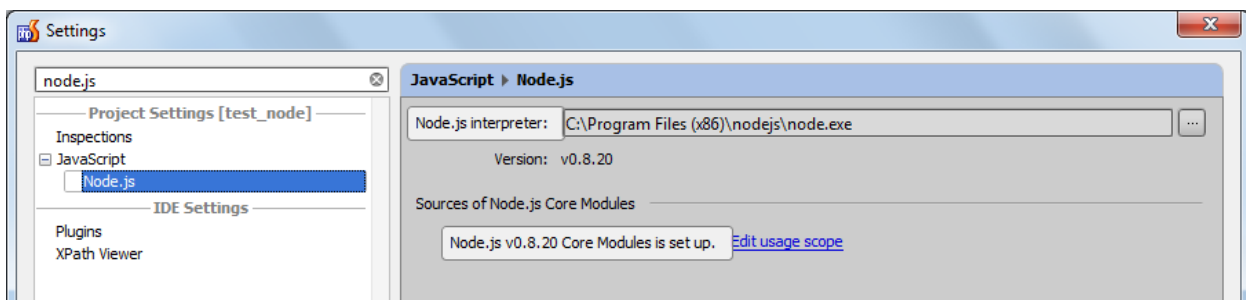 Settings
node.js
Project Settings [test_node]
Inspections
JavaScript
Node.js
IDE Settings
Plugins
XPath Viewer
JavaScript ▸ Node.js
Node.js interpreter: C:\Program Files (x86)\nodejs\node.exe ...
Version: v0.8.20
Sources of Node.js Core Modules
Node.js v0.8.20 Core Modules is set up. Edit usage scope